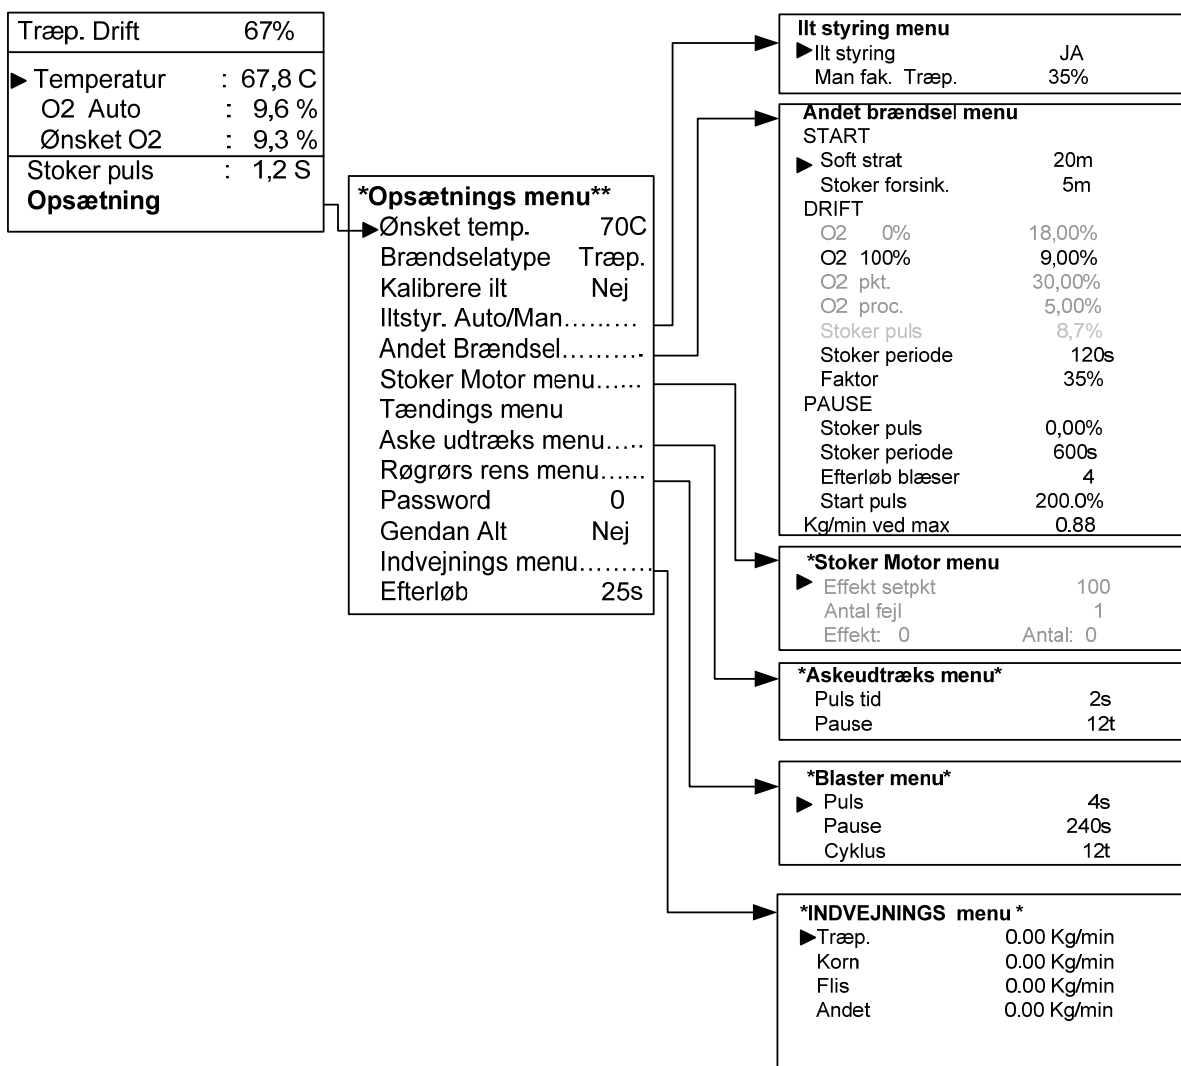 Træp. Drift 67%
Temperatur : 67,8 C
O2 Auto : 9,6 %
Ønsket O2 : 9,3 %
Stoker puls : 1,2 S
Opsætning
*Opsætnings menu**
Ønsket temp. 70C
Brændselatype Træp.
Kalibrere ilt Nej
Iltstyr. Auto/Man.........
Andet Brændsel..........
Stoker Motor menu......
Tændings menu
Aske udtræks menu.....
Røgrørs rens menu......
Password 0
Gendan Alt Nej
Indvejnings menu.........
Efterløb 25s
Ilt styring menu
Ilt styring JA
Man fak. Træp. 35%
Andet brændsel menu
START
Soft strat 20m
Stoker forsink. 5m
DRIFT
O2 0% 18,00%
O2 100% 9,00%
O2 pkt. 30,00%
O2 proc. 5,00%
Stoker puls 8,7%
Stoker periode 120s
Faktor 35%
PAUSE
Stoker puls 0,00%
Stoker periode 600s
Efterløb blæser 4
Start puls 200.0%
Kg/min ved max 0.88
*Stoker Motor menu
Effekt setpkt 100
Antal fejl 1
Effekt: 0 Antal: 0
*Askeudtræks menu*
Puls tid 2s
Pause 12t
*Blaster menu*
Puls 4s
Pause 240s
Cyklus 12t
*INDVEJNINGS menu *
Træp. 0.00 Kg/min
Korn 0.00 Kg/min
Flis 0.00 Kg/min
Andet 0.00 Kg/min